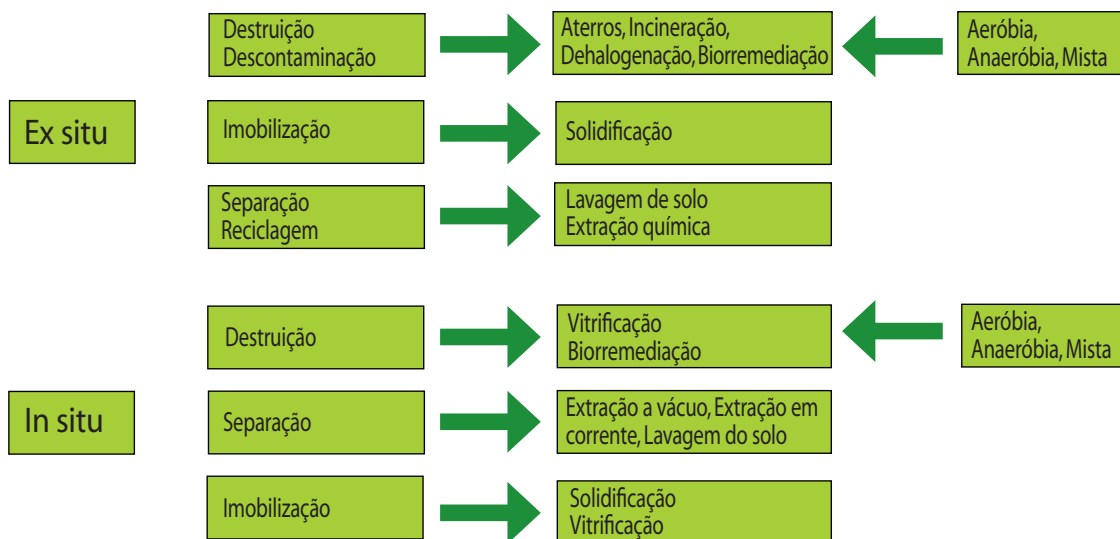 Destruição
Descontaminação
Aterros, Incineração,
Dehalogenação, Biorremediação
Aeróbia,
Anaeróbia, Mista
Ex situ
Imobilização
Solidificação
Separação
Reciclagem
Lavagem de solo
Extração química
Destruição
Vitrificação
Biorremediação
Aeróbia,
Anaeróbia, Mista
In situ
Separação
Extração a vácuo, Extração em
corrente, Lavagem do solo
Imobilização
Solidificação
Vitrificação